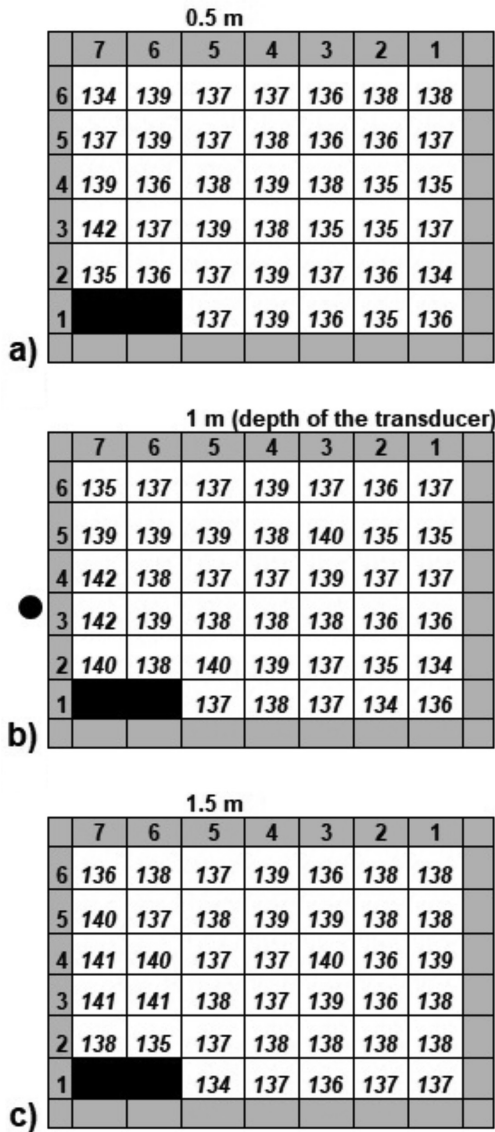 0.5 m
7 6 5 4 3 2 1
6 134 139 137 137 136 138 138
5 137 139 137 138 136 136 137
4 139 136 138 139 138 135 135
3 142 137 139 138 135 135 137
2 135 136 137 139 137 136 134
1 137 139 136 135 136
a)
1 m (depth of the transducer)
7 6 5 4 3 2 1
6 135 137 137 139 137 136 137
5 139 139 139 138 140 135 135
4 142 138 137 137 139 137 137
3 142 139 138 138 138 136 136
2 140 138 140 139 137 135 134
1 137 138 137 134 136
b)
1.5 m
7 6 5 4 3 2 1
6 136 138 137 139 136 138 138
5 140 137 138 139 139 138 138
4 141 140 137 137 140 136 139
3 141 141 138 137 139 136 138
2 138 135 137 138 138 138 138
1 134 137 136 137 137
c)